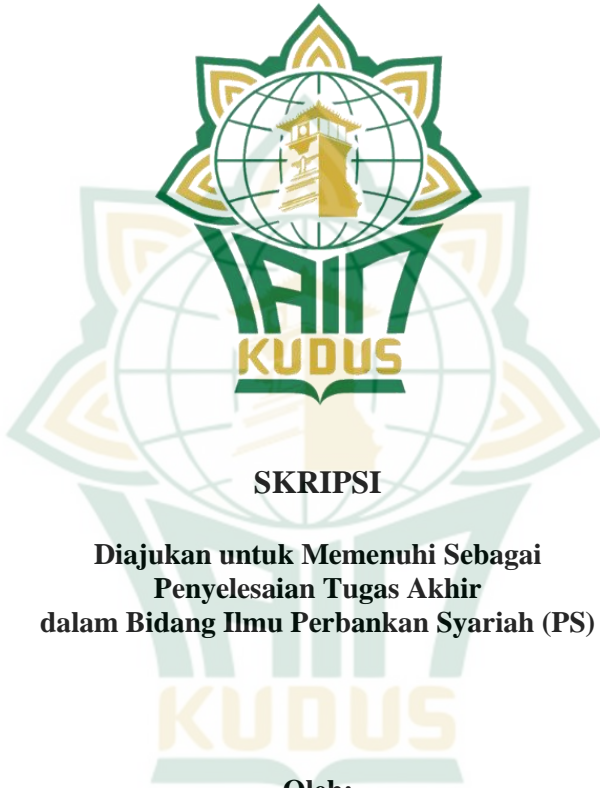 IAIN
KUDUS
SKRIPSI
Diajukan untuk Memenuhi Sebagai
Penyelesaian Tugas Akhir
dalam Bidang Ilmu Perbankan Syariah (PS)
KUDUS
Oleh: